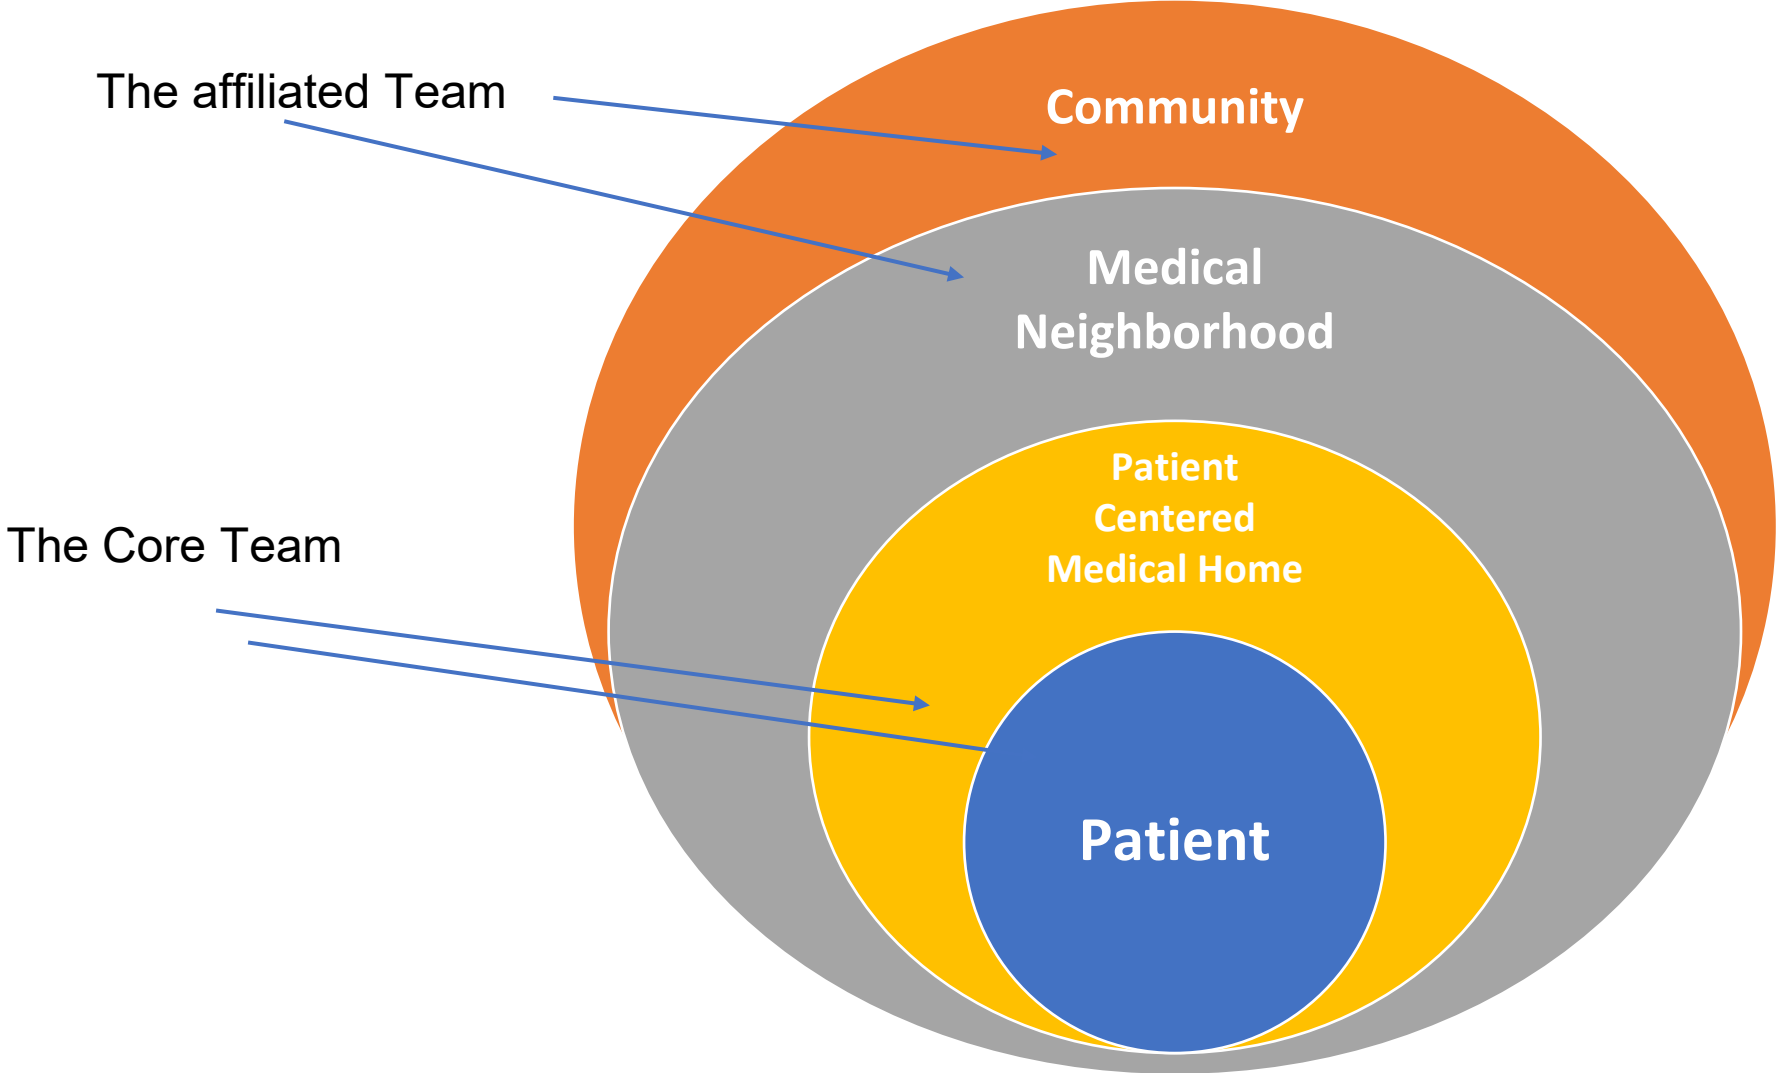 The affiliated Team
Community
Medical
Neighborhood
Patient
Centered
Medical Home
The Core Team
Patient